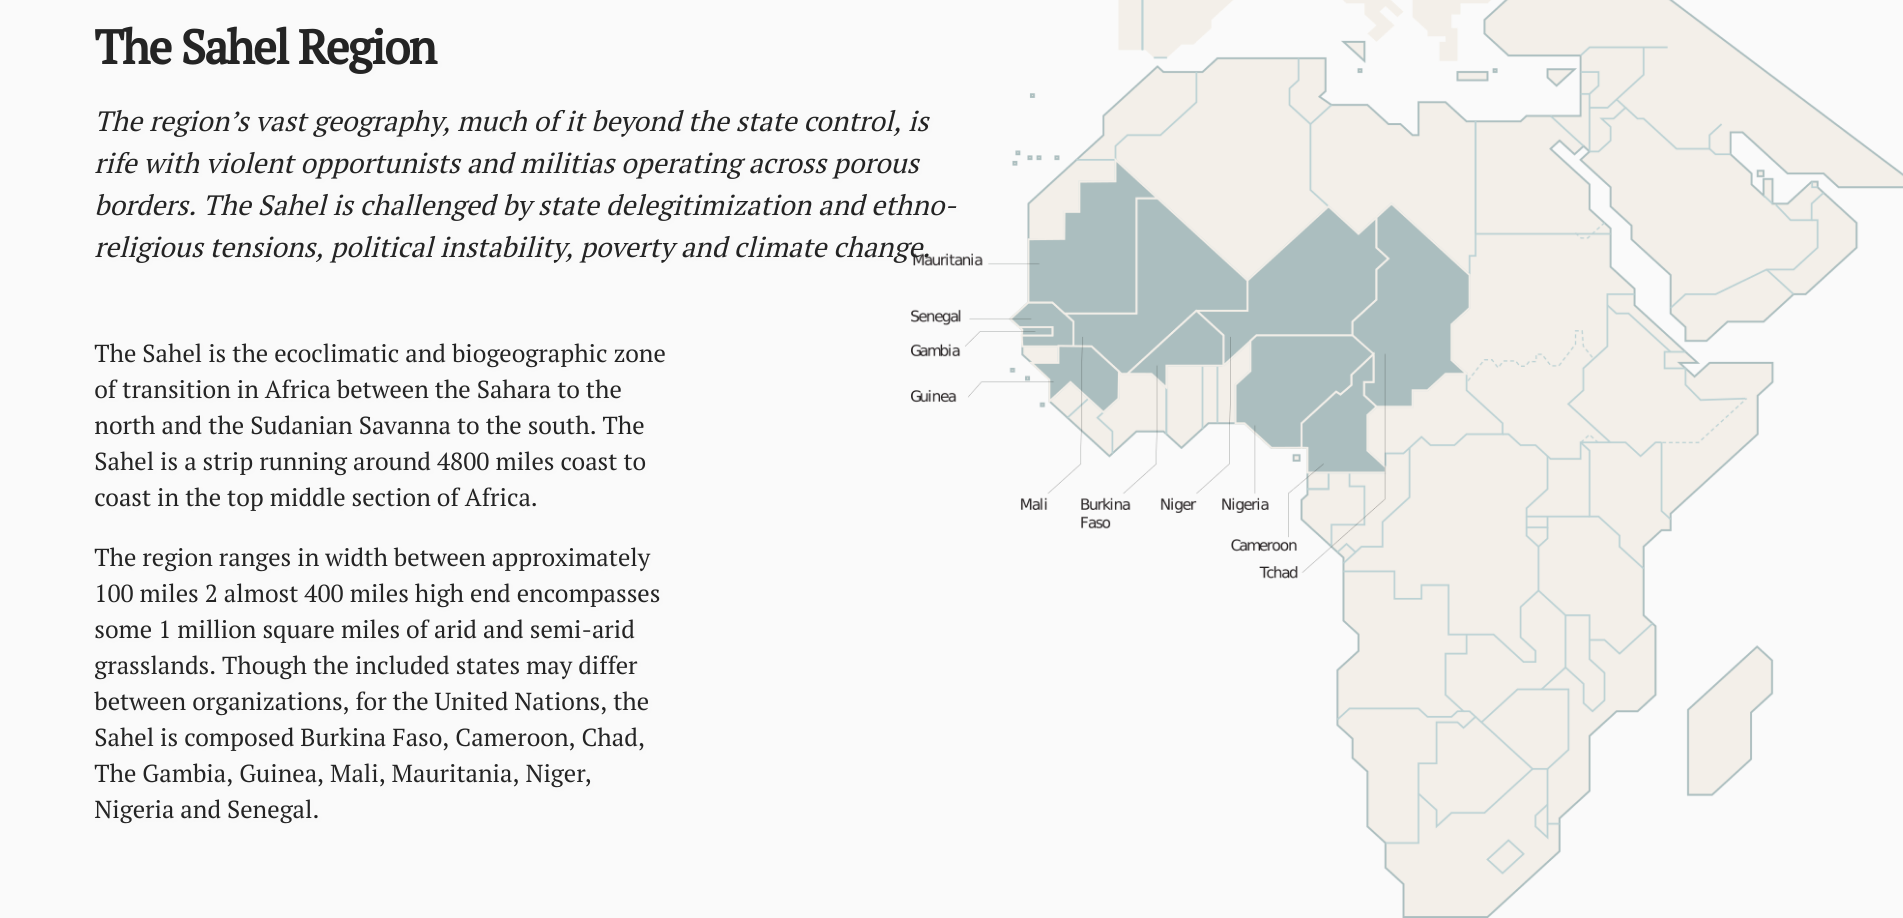 The Sahel Region
The region’s vast geography, much of it beyond the state control, is
rife with violent opportunists and militias operating across porous
borders. The Sahel is challenged by state delegitimization and ethno-
religious tensions, political instability, poverty and climate change.
The Sahel is the ecoclimatic and biogeographic zone
of transition in Africa between the Sahara to the
north and the Sudanian Savanna to the south. The
Sahel is a strip running around 4800 miles coast to
coast in the top middle section of Africa.
The region ranges in width between approximately
100 miles 2 almost 400 miles high end encompasses
some 1 million square miles of arid and semi-arid
grasslands. Though the included states may differ
between organizations, for the United Nations, the
Sahel is composed Burkina Faso, Cameroon, Chad,
The Gambia, Guinea, Mali, Mauritania, Niger,
Nigeria and Senegal.
Mauritania
Senegal
Gambia
Guinea
Mali
Burkina
Faso
Niger
Nigeria
Cameroon
Tchad